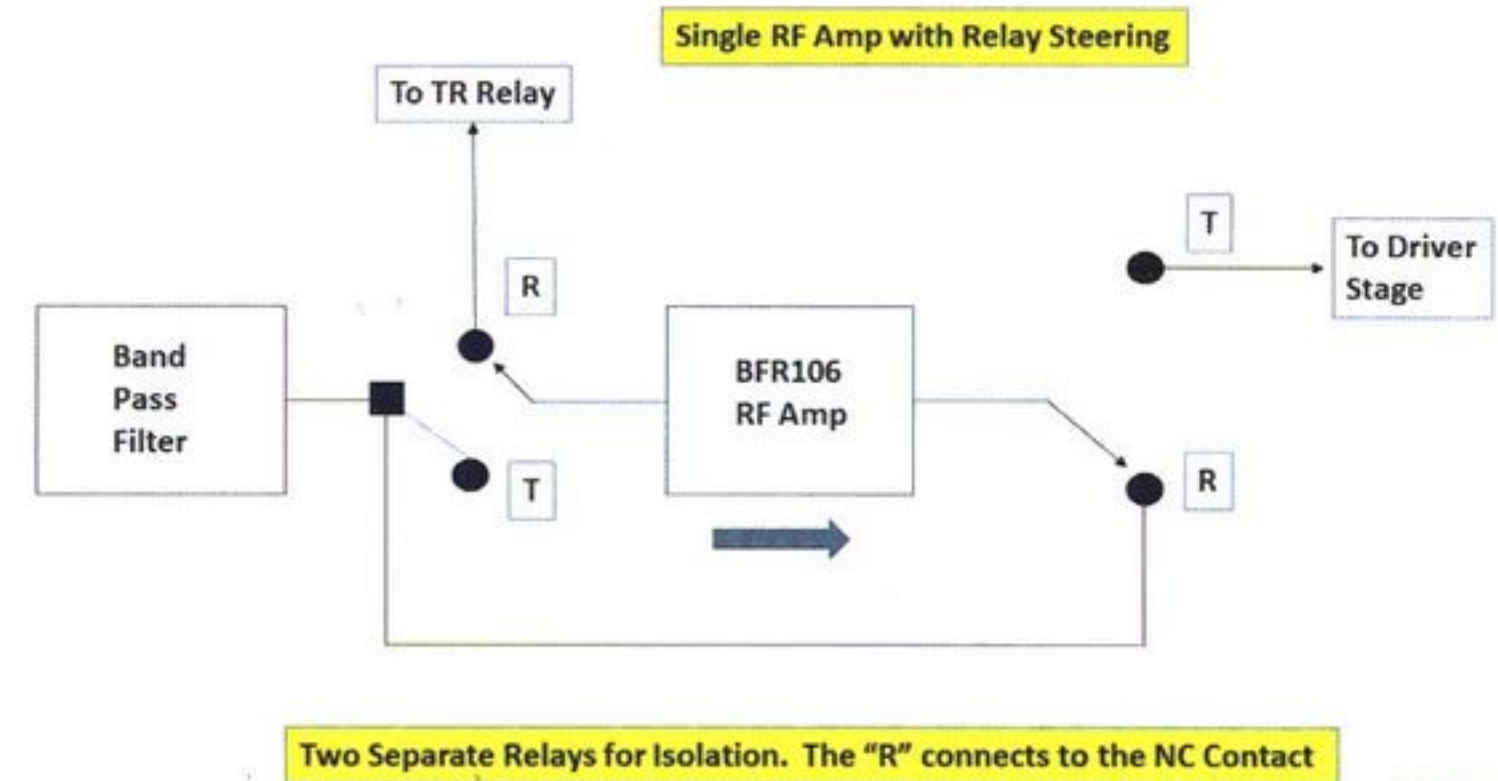 Single RF Amp with Relay Steering
To TR Relay
T
To Driver
Stage
R
Band
Pass
Filter
BFR106
RF Amp
T
R
Two Separate Relays for Isolation. The “R” connects to the NC Contact